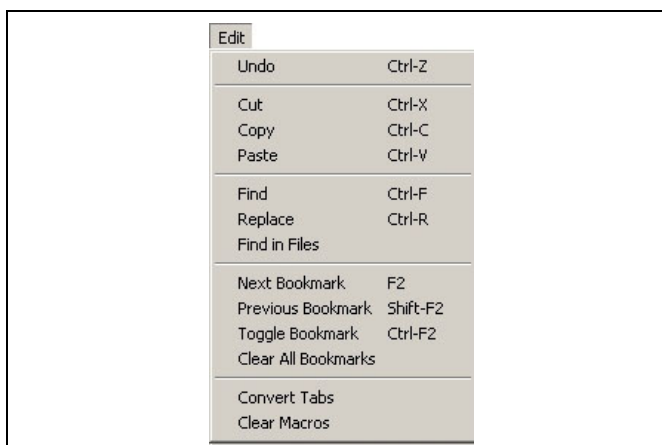 Edit
Undo Ctrl-Z
Cut Ctrl-X
Copy Ctrl-C
Paste Ctrl-V
Find Ctrl-F
Replace Ctrl-R
Find in Files
Next Bookmark F2
Previous Bookmark Shift-F2
Toggle Bookmark Ctrl-F2
Clear All Bookmarks
Convert Tabs
Clear Macros